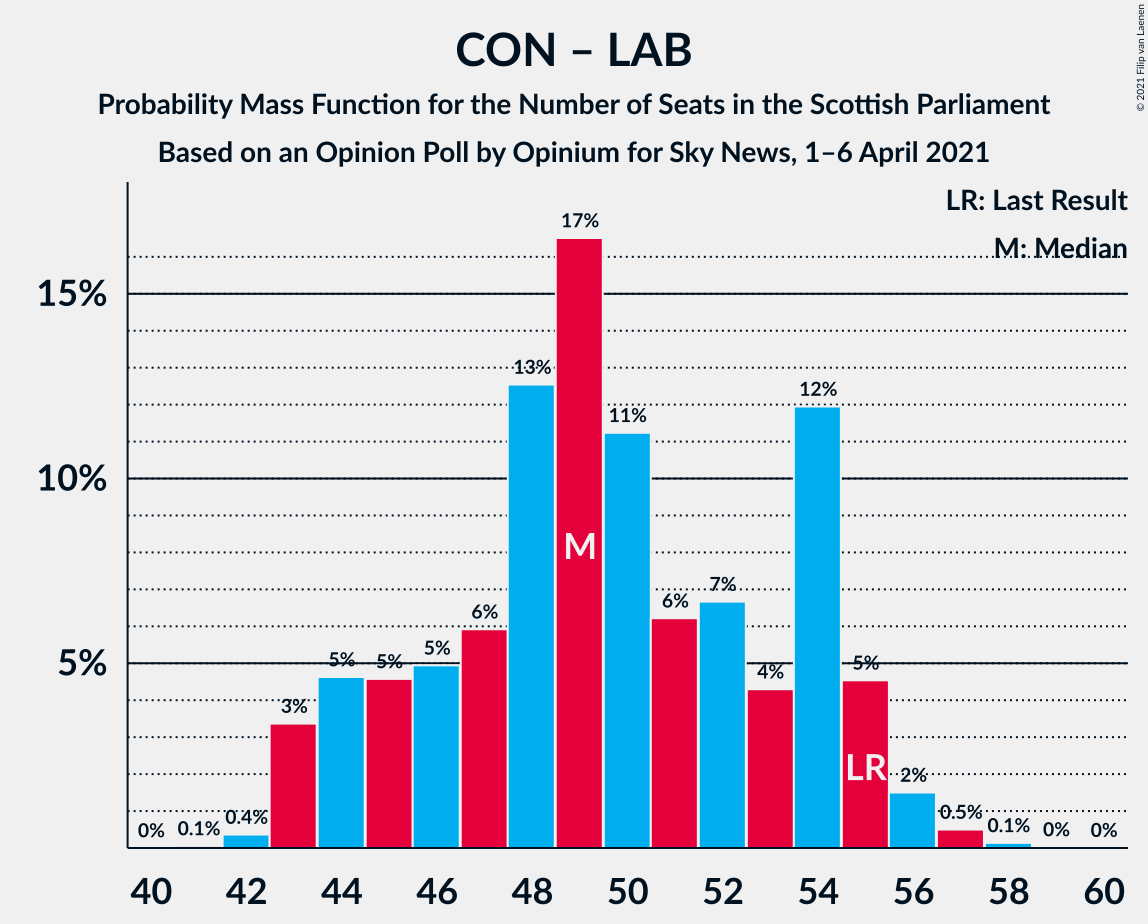 CON – LAB
Probability Mass Function for the Number of Seats in the Scottish Parliament
Based on an Opinion Poll by Opinium for Sky News, 1–6 April 2021
© 2021 Filip van Laenen
LR: Last Result
M: Median
15%
10%
5%
0%
0.1%
0.4%
3%
5%
5%
5%
6%
13%
17%
11%
6%
7%
4%
12%
5%
2%
0.5%
0.1%
0%
0%
M
LR
40 42 44 46 48 50 52 54 56 58 60